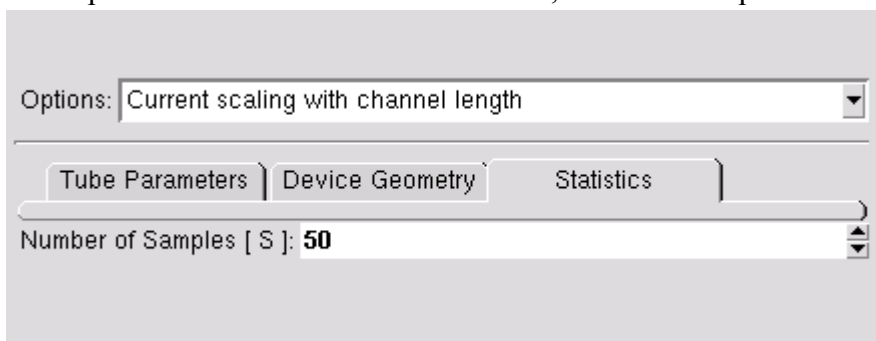 Options: Current scaling with channel length
Tube Parameters Device Geometry Statistics
Number of Samples [ S ]: 50